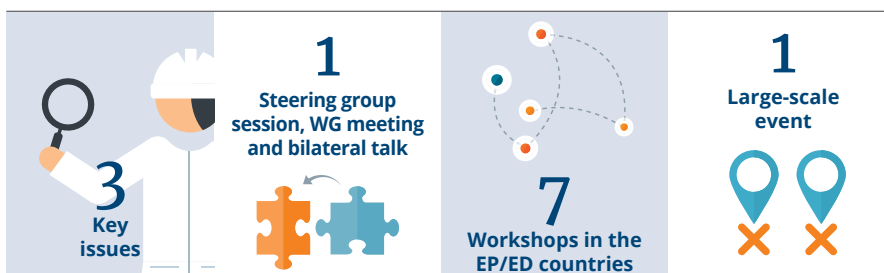 3
Key
issues
1
Steering group
session, WG meeting
and bilateral talk
7
Workshops in the
EP/ED countries
1
Large-scale
event